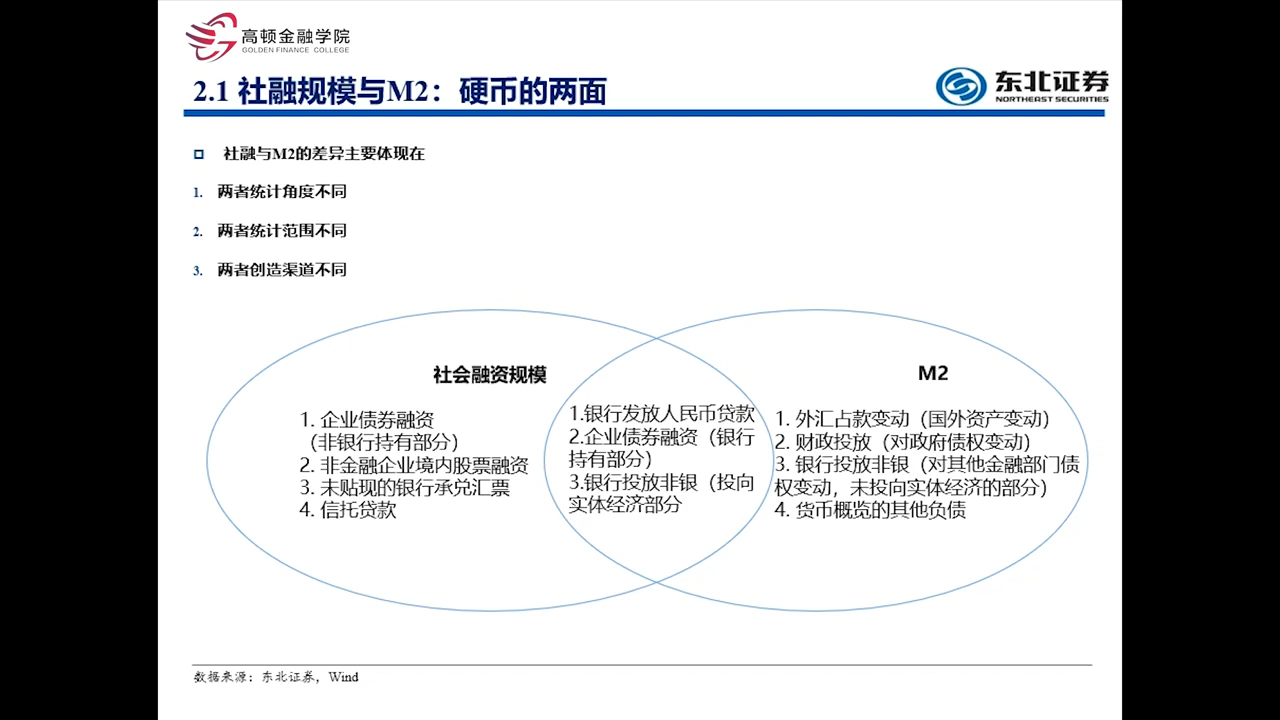 高顿金融学院
GOLDEN FINANCE COLLEGE
2.1 社融规模与M2：硬币的两面
东北证券
NORTHEAST SECURITIES
社融与M2的差异主要体现在
1. 两者统计角度不同
2. 两者统计范围不同
3. 两者创造渠道不同
社会融资规模
1. 企业债券融资
（非银行持有部分）
2. 非金融企业境内股票融资
3. 未贴现的银行承兑汇票
4. 信托贷款
1.银行发放人民币贷款
2.企业债券融资（银行
持有部分）
3.银行投放非银（投向
实体经济部分
M2
1. 外汇占款变动（国外资产变动）
2. 财政投放（对政府债权变动）
3. 银行投放非银（对其他金融部门债
权变动，未投向实体经济的部分）
4. 货币概览的其他负债
数据来源：东北证券，Wind